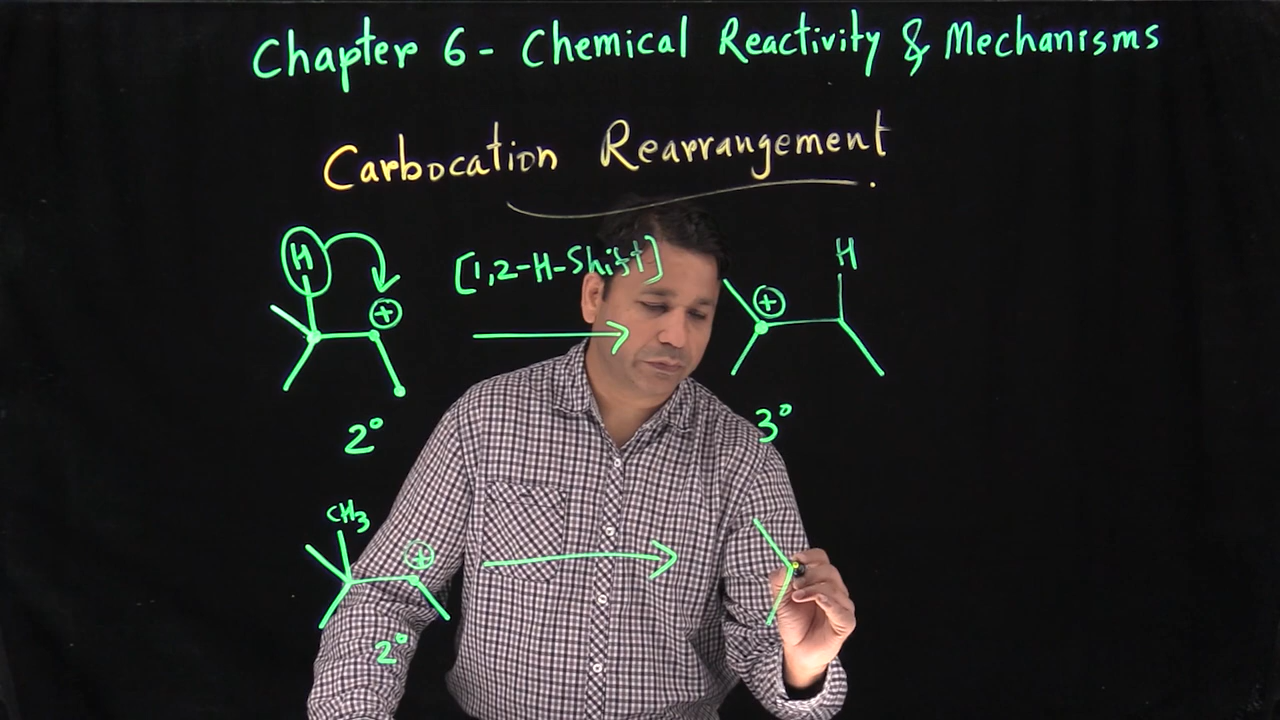 Chapter 6 - Chemical Reactivity & Mechanisms
Carbocation Rearrangement.
H
[1,2-H-Shift]
H
+
+
2°
3°
CH3
+
2°